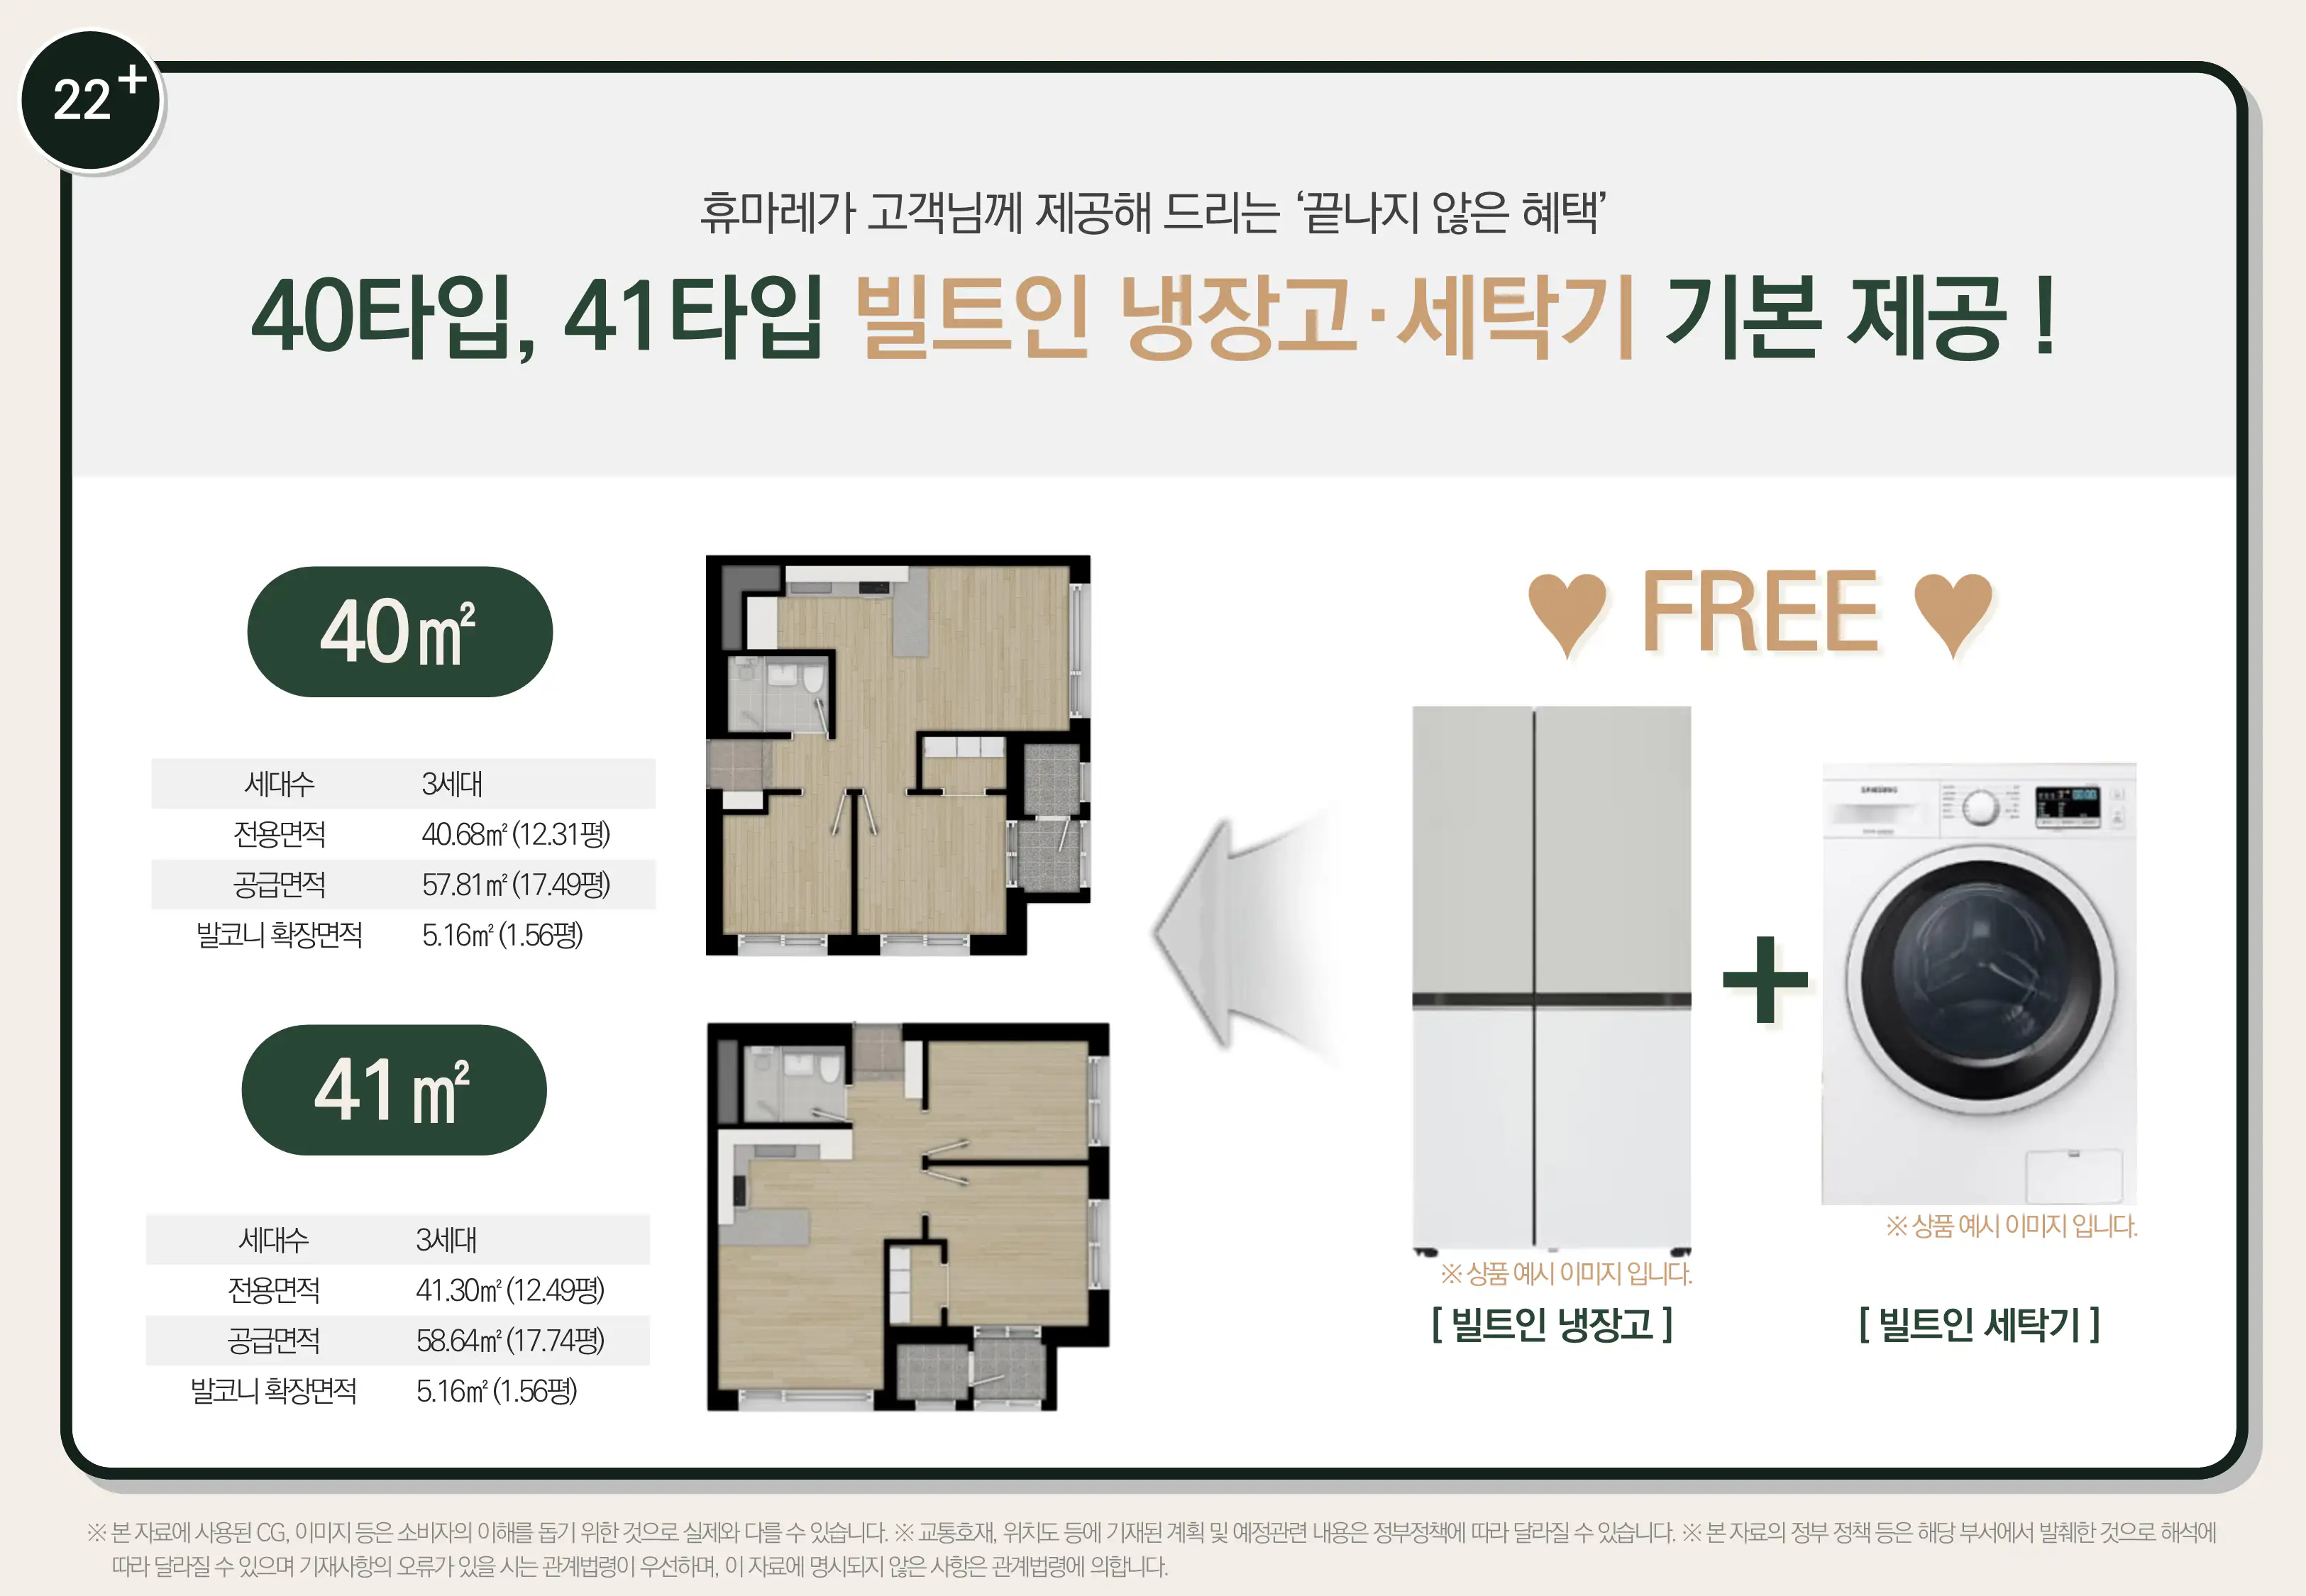 22+
휴마레가 고객님께 제공해 드리는 ‘끝나지 않은 혜택’
40타입, 41타입 빌트인 냉장고·세탁기 기본 제공 !
40㎡
세대수 3세대
전용면적 40.68㎡(12.31평)
공급면적 57.81㎡(17.49평)
발코니 확장면적 5.16㎡(1.56평)
41㎡
세대수 3세대
전용면적 41.30㎡(12.49평)
공급면적 58.64㎡(17.74평)
발코니 확장면적 5.16㎡(1.56평)
♥ FREE ♥
SAMSUNG
+
※ 상품 예시 이미지 입니다.
[ 빌트인 냉장고 ]
※ 상품 예시 이미지 입니다.
[ 빌트인 세탁기 ]
※ 본 자료에 사용된 CG, 이미지 등은 소비자의 이해를 돕기 위한 것으로 실제와 다를 수 있습니다. ※ 교통호재, 위치도 등에 기재된 계획 및 예정관련 내용은 정부정책에 따라 달라질 수 있습니다. ※ 본 자료의 정부 정책 등은 해당 부서에서 발췌한 것으로 해석에
따라 달라질 수 있으며 기재사항의 오류가 있을 시는 관계법령이 우선하며, 이 자료에 명시되지 않은 사항은 관계법령에 의합니다.